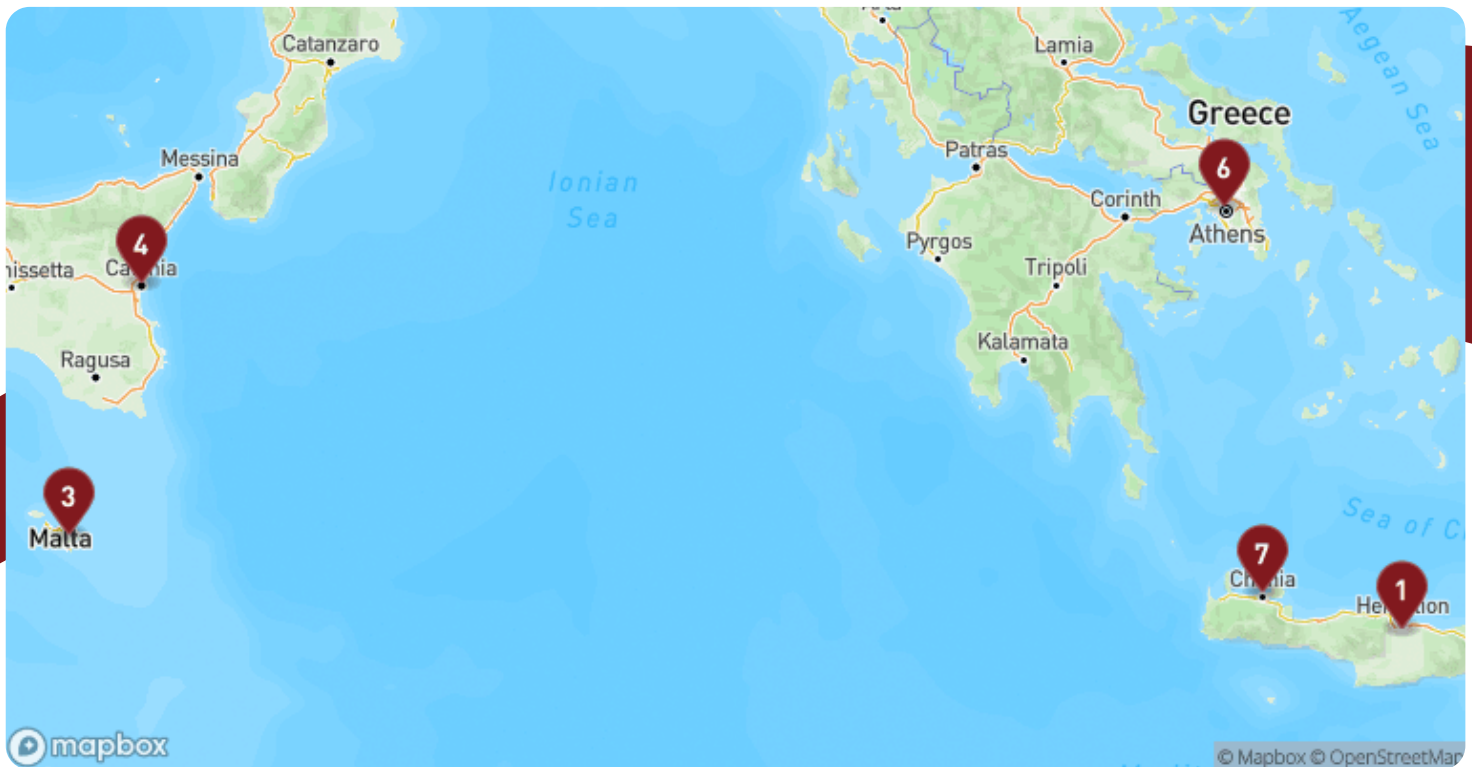 Catanzaro
Lamia
Aegean Sea
Greece
Messina
Patras
6
Ionian
Sea
Corinth
Athens
4
Pyrgos
Tripoli
Kalamata
Ragusa
3
Malta
Sea of C
7
1
mapbox
© Mapbox © OpenStreetMap